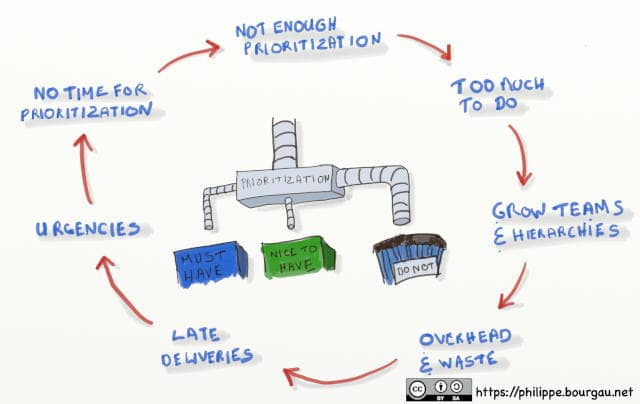 NOT ENOUGH
PRIORITIZATION
TOO MUCH
TO DO
GROW TEAMS
& HIERARCHIES
OVERHEAD
& WASTE
LATE
DELIVERIES
URGENCIES
NO TIME FOR
PRIORITIZATION
PRIORITIZATION
MUST
HAVE
NICE TO
HAVE
DO NOT
cc
BY SA
https://philippe.bourgau.net